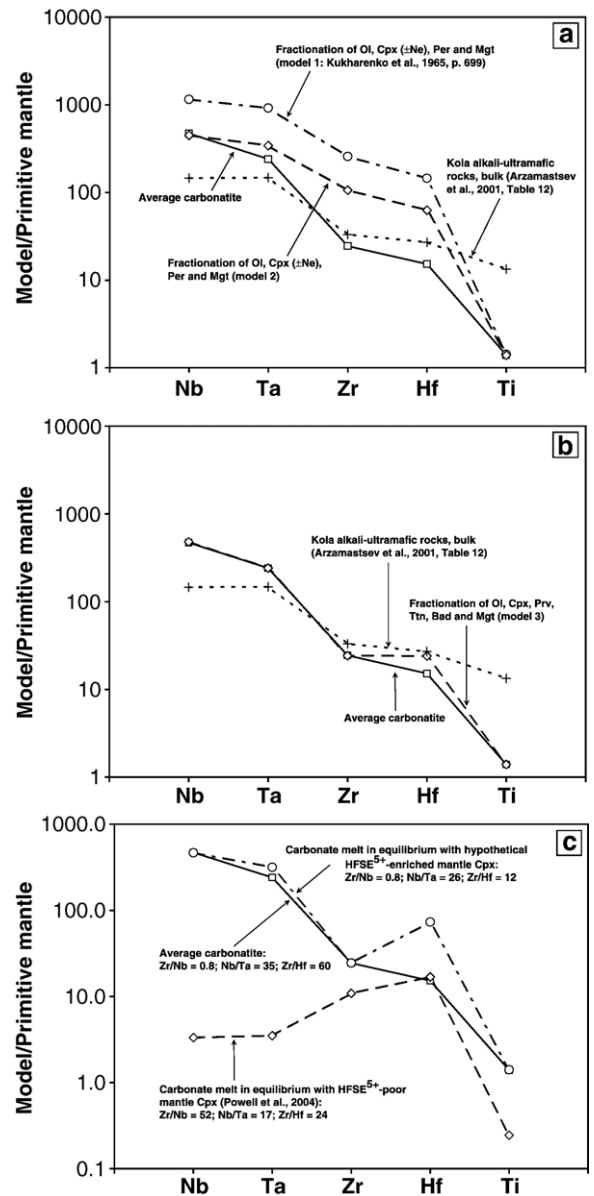 a
10000
1000
100
10
1
Model/Primitive mantle
Fractionation of Ol, Cpx (±Ne), Per and Mgt
(model 1: Kukharenko et al., 1965, p. 699)
Kola alkali-ultramafic
rocks, bulk (Arzamastsev
et al., 2001, Table 12)
Average carbonatite
Fractionation of Ol, Cpx (±Ne),
Per and Mgt (model 2)
Nb Ta Zr Hf Ti
b
10000
1000
100
10
1
Model/Primitive mantle
Kola alkali-ultramafic rocks, bulk
(Arzamastsev et al., 2001, Table 12)
Fractionation of Ol, Cpx, Prv,
Ttn, Bad and Mgt (model 3)
Average carbonatite
Nb Ta Zr Hf Ti
c
1000.0
100.0
10.0
1.0
0.1
Model/Primitive mantle
Carbonate melt in equilibrium with hypothetical
HFSE5+-enriched mantle Cpx:
Zr/Nb = 0.8; Nb/Ta = 26; Zr/Hf = 12
Average carbonatite:
Zr/Nb = 0.8; Nb/Ta = 35; Zr/Hf = 60
Carbonate melt in equilibrium with HFSE5+-poor
mantle Cpx (Powell et al., 2004):
Zr/Nb = 52; Nb/Ta = 17; Zr/Hf = 24
Nb Ta Zr Hf Ti